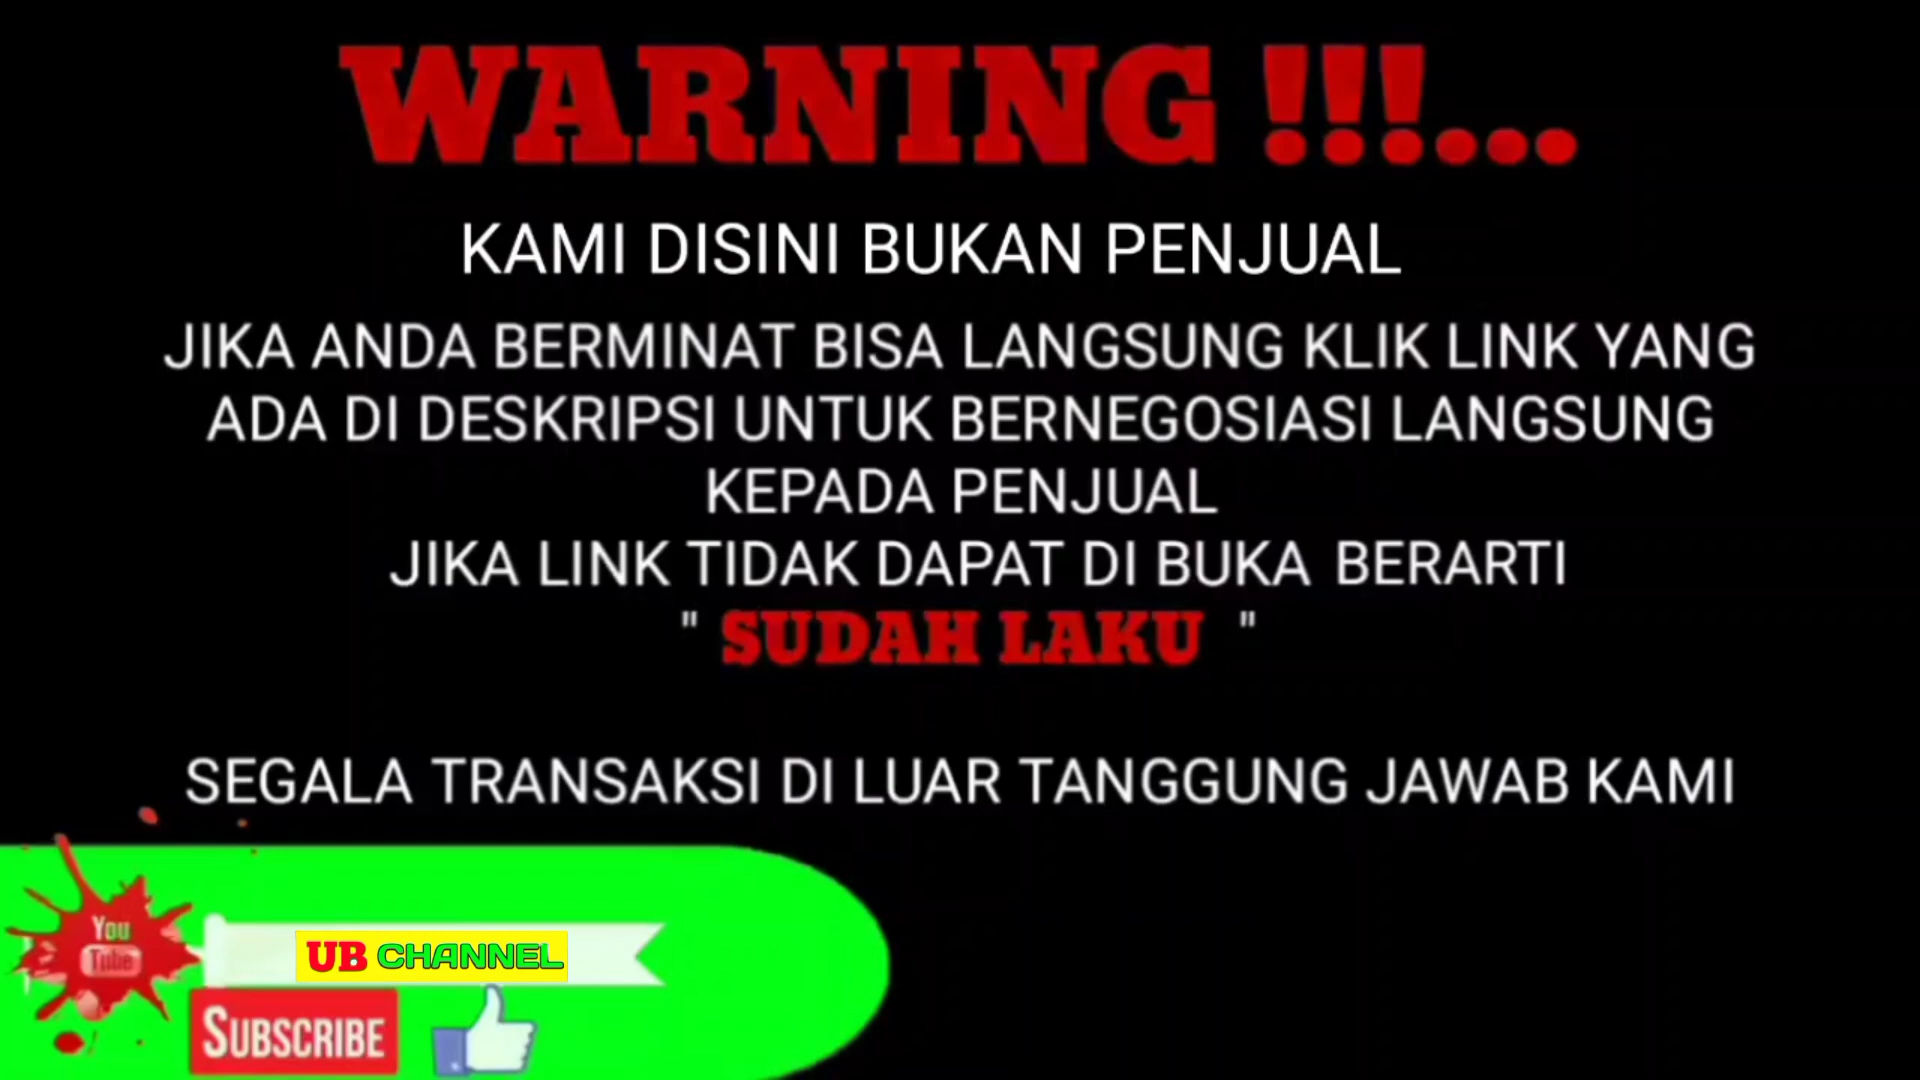 WARNING !!!...
KAMI DISINI BUKAN PENJUAL
JIKA ANDA BERMINAT BISA LANGSUNG KLIK LINK YANG
ADA DI DESKRIPSI UNTUK BERNEGOSIASI LANGSUNG
KEPADA PENJUAL
JIKA LINK TIDAK DAPAT DI BUKA BERARTI
" SUDAH LAKU "
SEGALA TRANSAKSI DI LUAR TANGGUNG JAWAB KAMI
You
Tube
UB CHANNEL
SUBSCRIBE